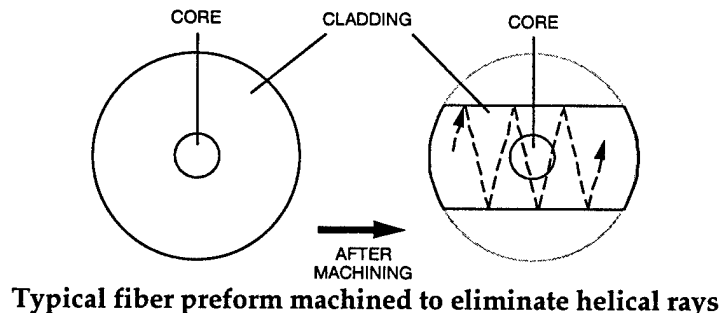 CORE
CLADDING
CORE
AFTER
MACHINING
Typical fiber preform machined to eliminate helical rays